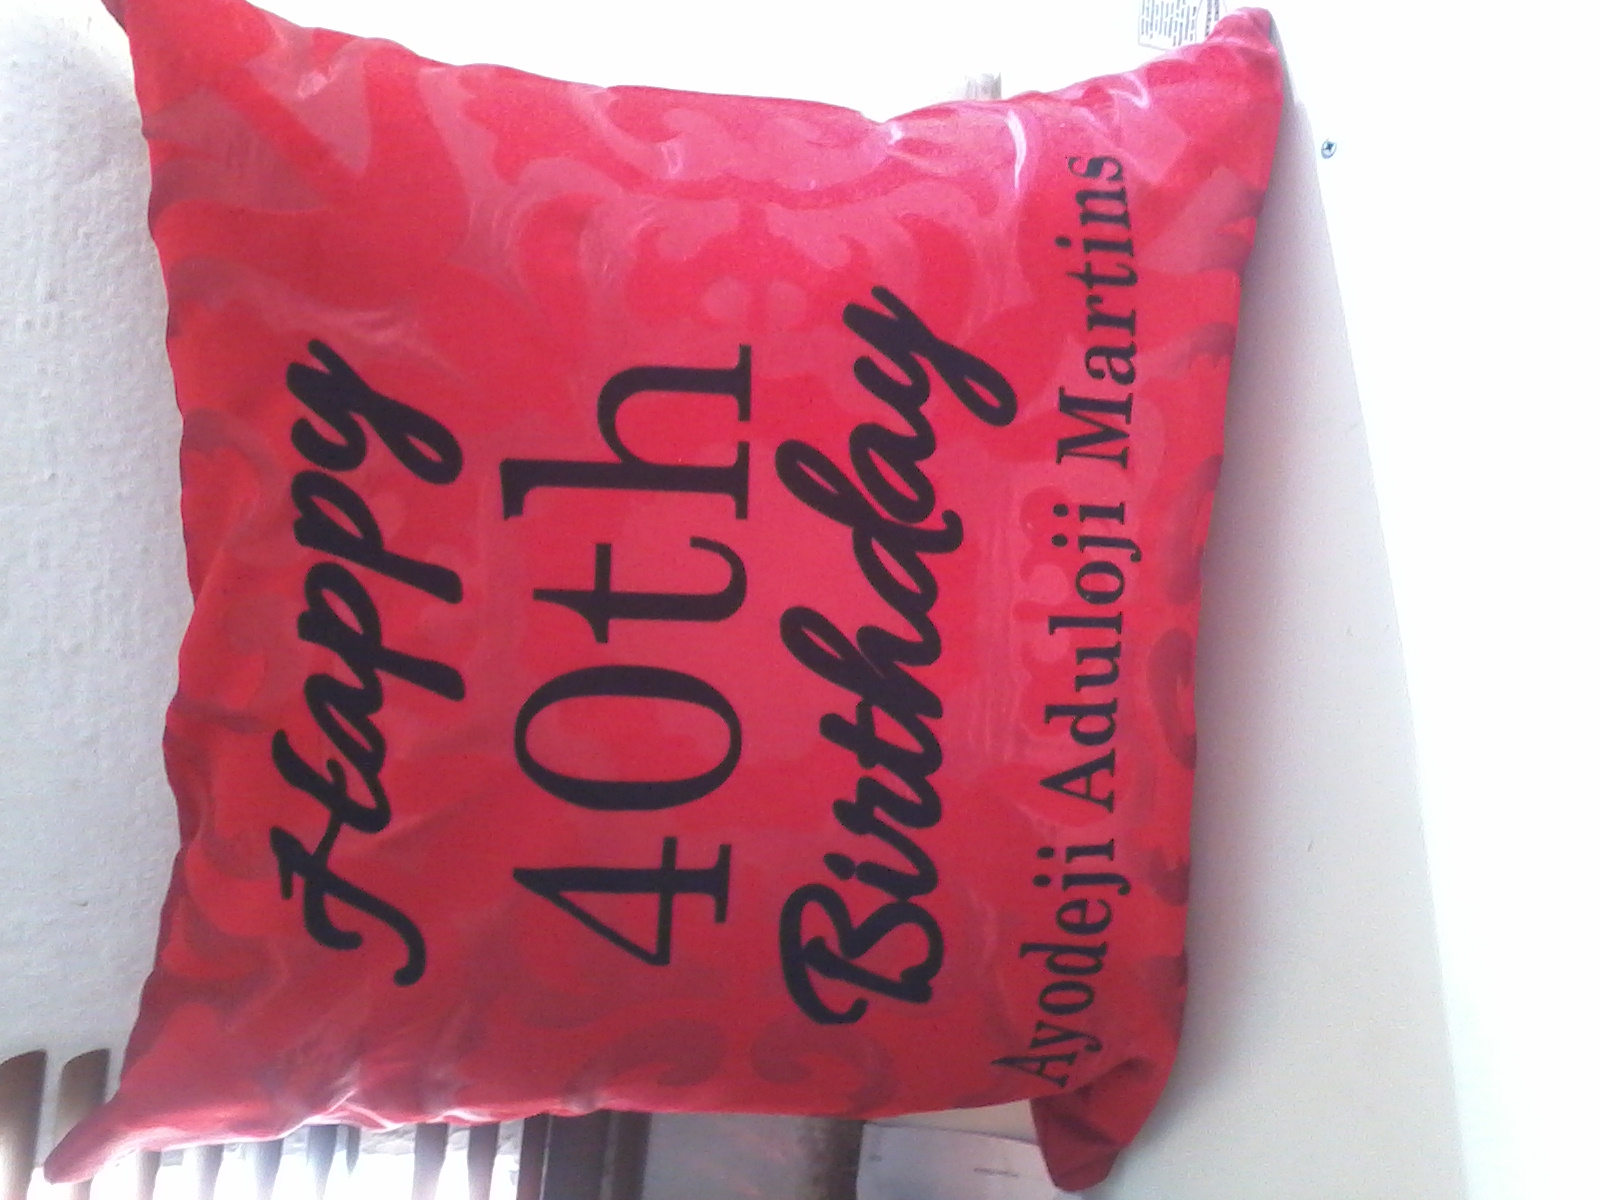 Happy
40th
Birthday
Ayodeji Aduloji Martins